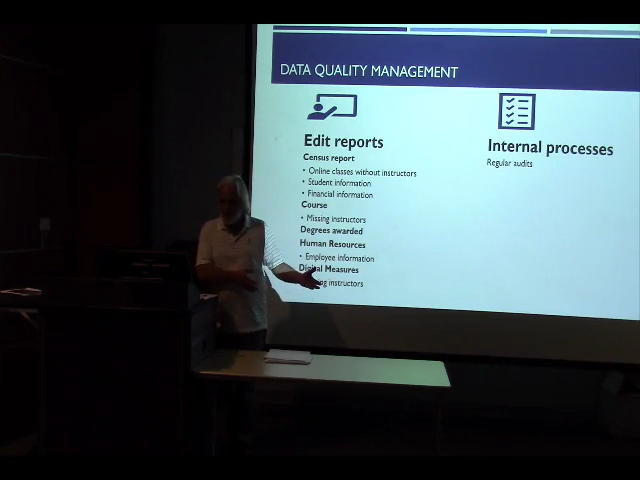 DATA QUALITY MANAGEMENT
Edit reports
Census report
• Online classes without instructors
• Student information
• Financial information
Course
• Missing instructors
Degrees awarded
Human Resources
• Employee information
Digital Measures
instructors
Internal processes
Regular audits